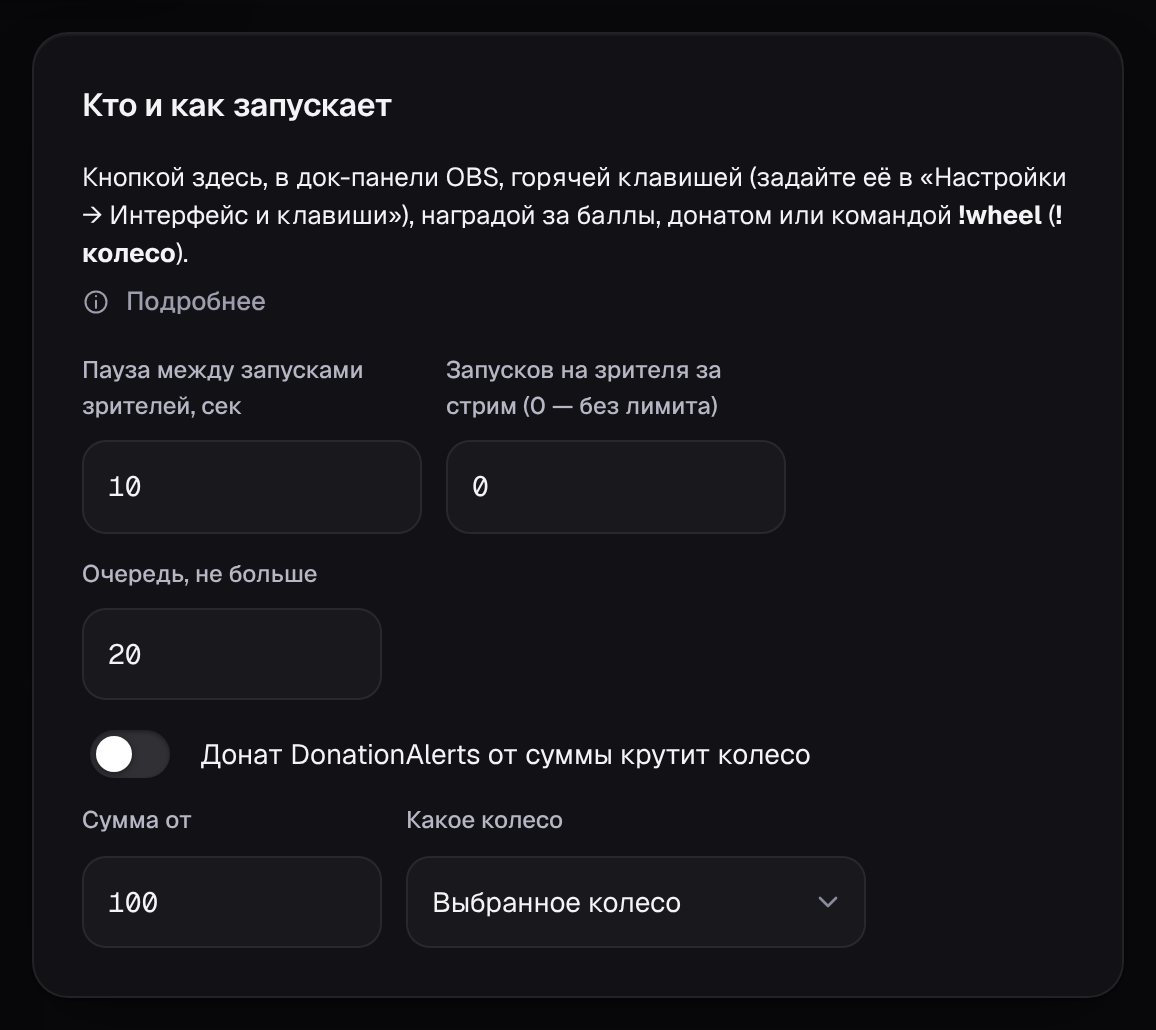 Кто и как запускает
Кнопкой здесь, в док-панели OBS, горячей клавишей (задайте её в «Настройки
→ Интерфейс и клавиши»), наградой за баллы, донатом или командой !wheel (!
колесо).
Подробнее
Пауза между запусками
зрителей, сек
Запусков на зрителя за
стрим (0 — без лимита)
10
0
Очередь, не больше
20
Донат DonationAlerts от суммы крутит колесо
Сумма от
Какое колесо
100
Выбранное колесо